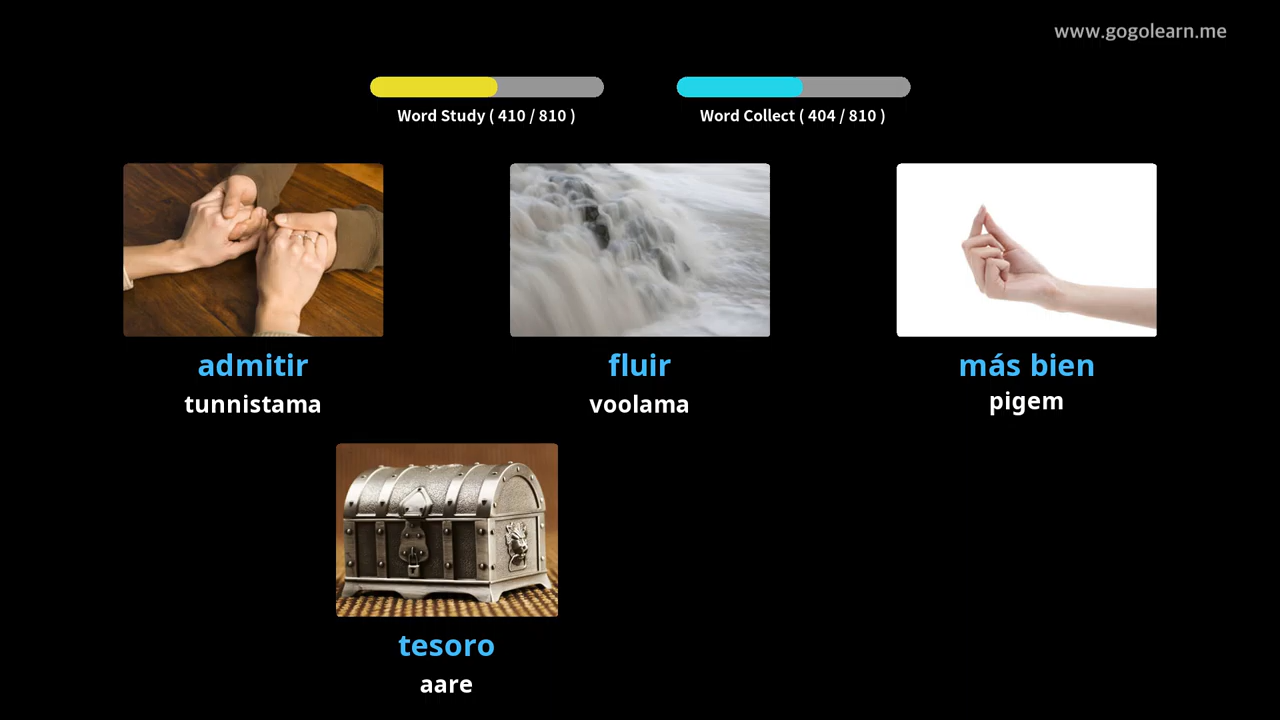 www.gogolearn.me
Word Study ( 410 / 810 )
Word Collect ( 404 / 810 )
admitir
tunnistama
fluir
voolama
más bien
pigem
tesoro
aare